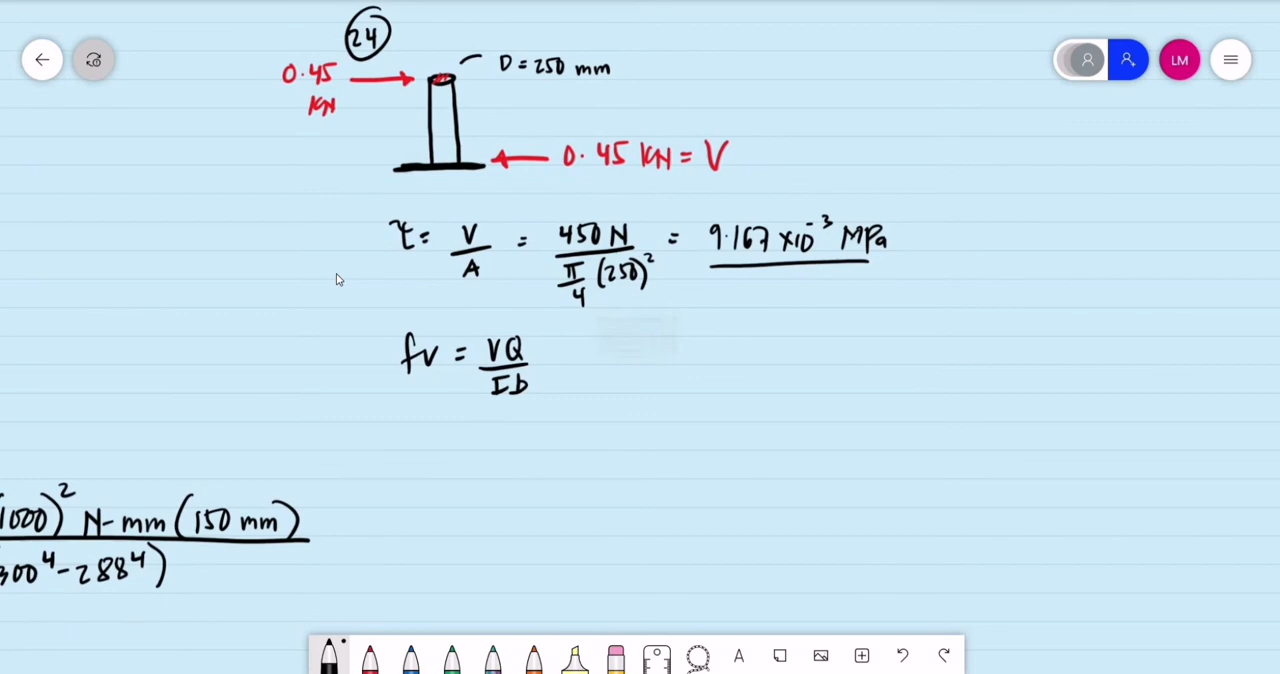 24
0.45 KN
D = 250 mm
0.45 KN = V
τ = V/A = 450 N / π/4 (250)² = 9.167 ×10⁻³ MPa
fv = VQ/Ib
1000)² N-mm (150 mm)
300⁴ - 288⁴)
LM
A